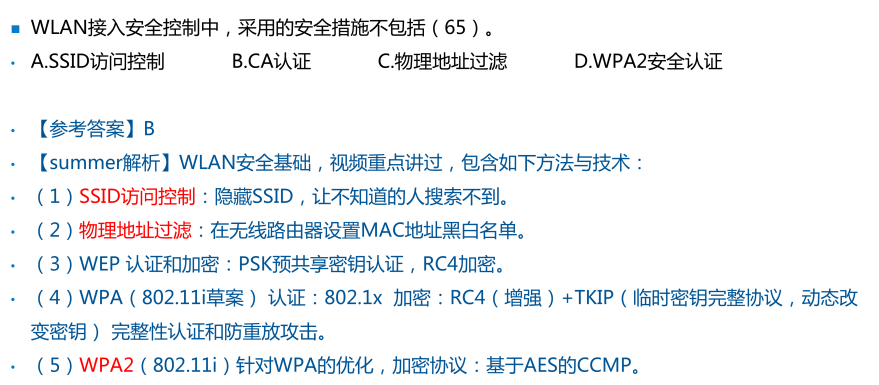 ▪ WLAN接入安全控制中，采用的安全措施不包括（65）。
• A.SSID访问控制 B.CA认证 C.物理地址过滤 D.WPA2安全认证
• 【参考答案】B
• 【summer解析】WLAN安全基础，视频重点讲过，包含如下方法与技术：
• （1）SSID访问控制：隐藏SSID，让不知道的人搜索不到。
• （2）物理地址过滤：在无线路由器设置MAC地址黑白名单。
• （3）WEP 认证和加密：PSK预共享密钥认证，RC4加密。
• （4）WPA（802.11i草案） 认证：802.1x 加密：RC4（增强）+TKIP（临时密钥完整协议，动态改
变密钥） 完整性认证和防重放攻击。
• （5）WPA2（802.11i）针对WPA的优化，加密协议：基于AES的CCMP。